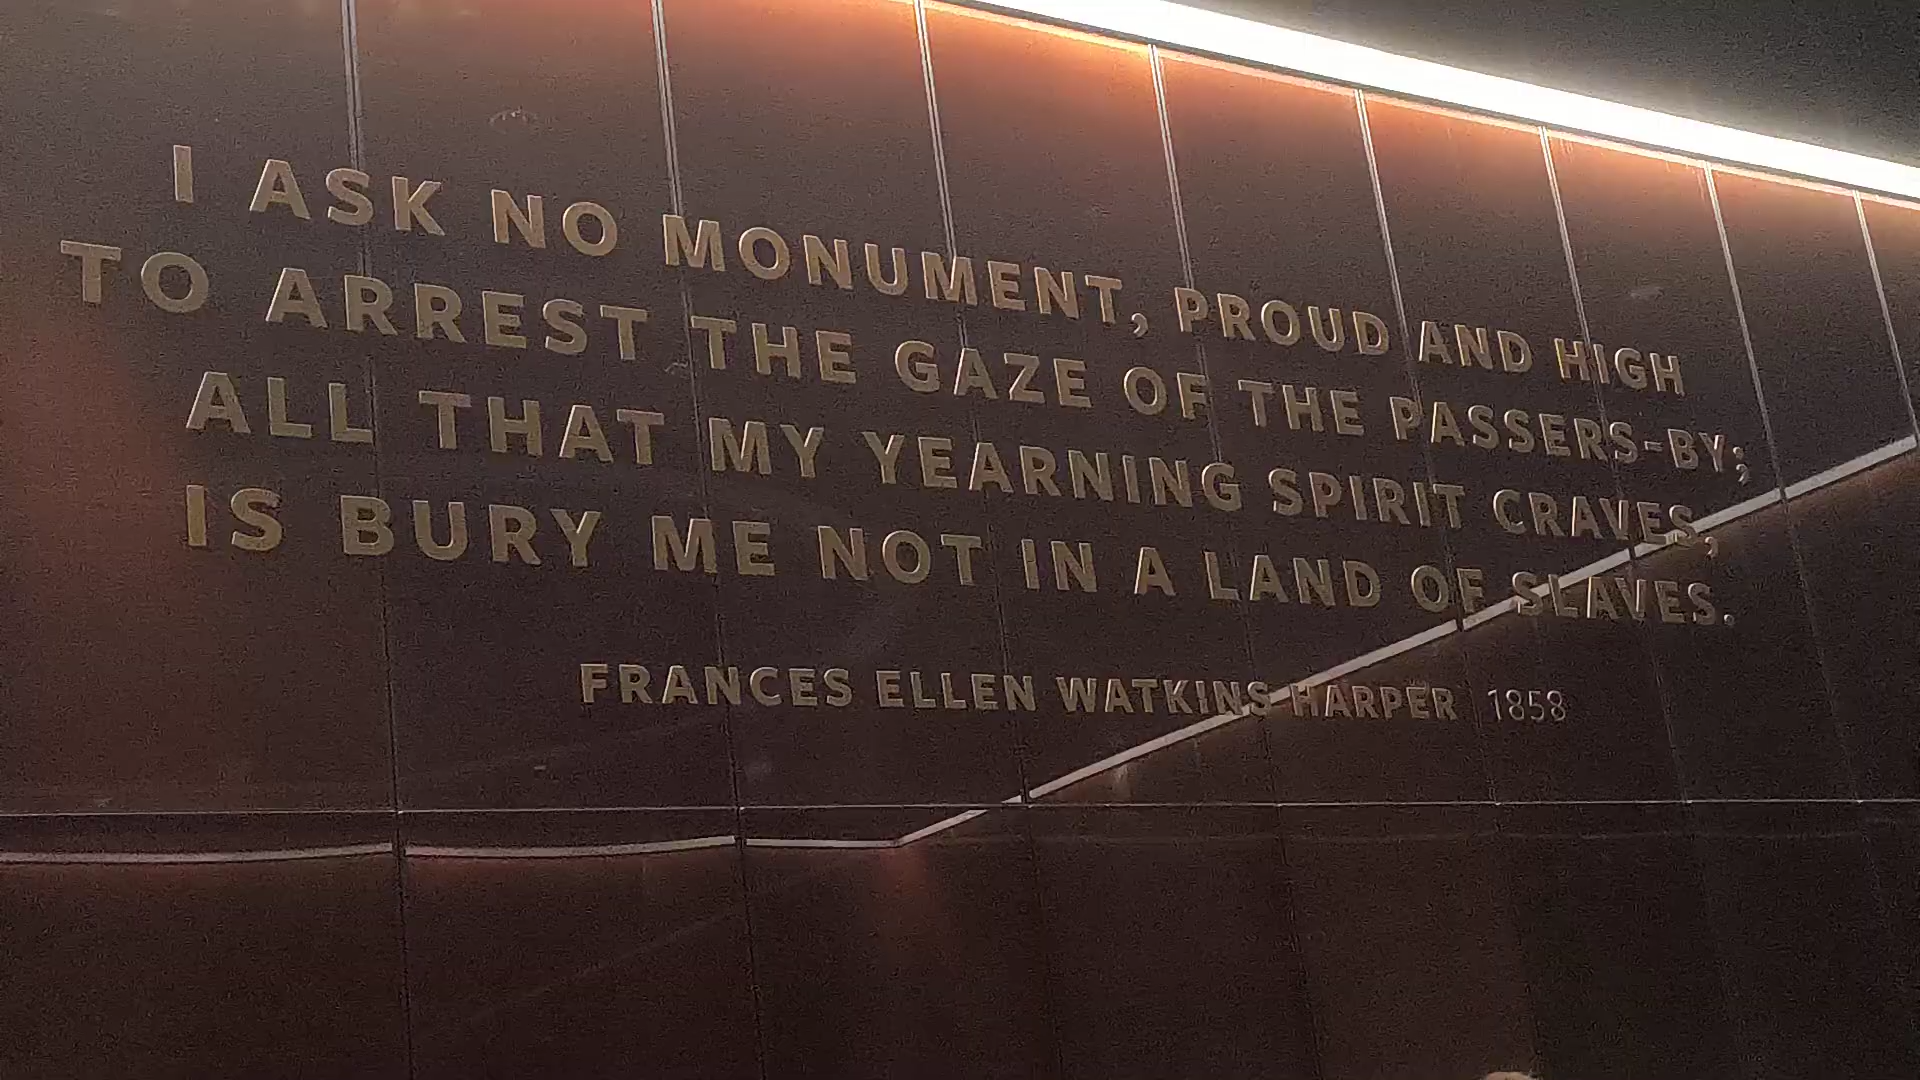 I ASK NO MONUMENT, PROUD AND HIGH
TO ARREST THE GAZE OF THE PASSERS-BY;
ALL THAT MY YEARNING SPIRIT CRAVES,
IS BURY ME NOT IN A LAND OF SLAVES.
FRANCES ELLEN WATKINS HARPER 1858